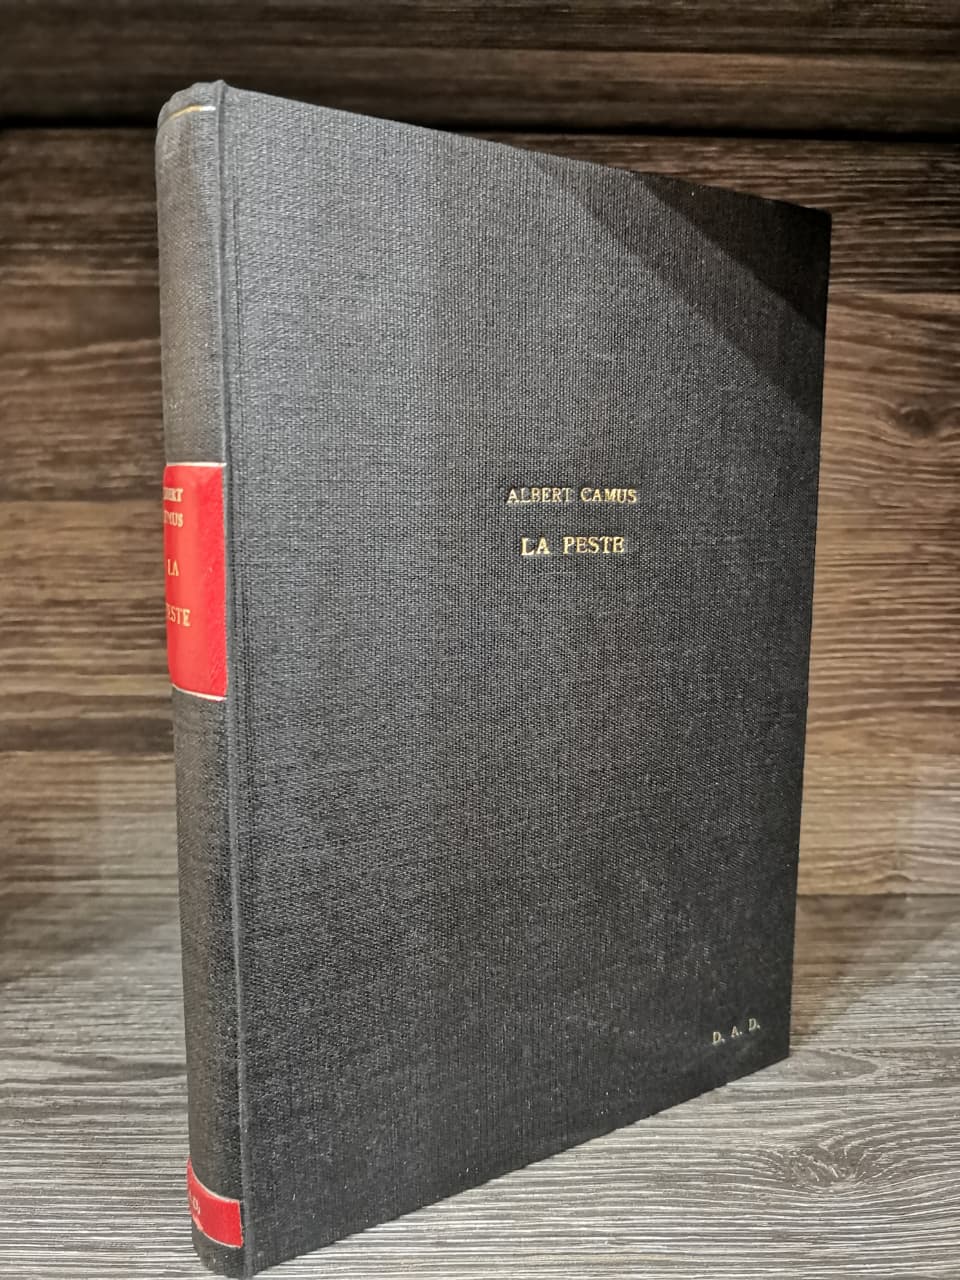 ALBERT CAMUS
LA PESTE
D. A. D.
LA